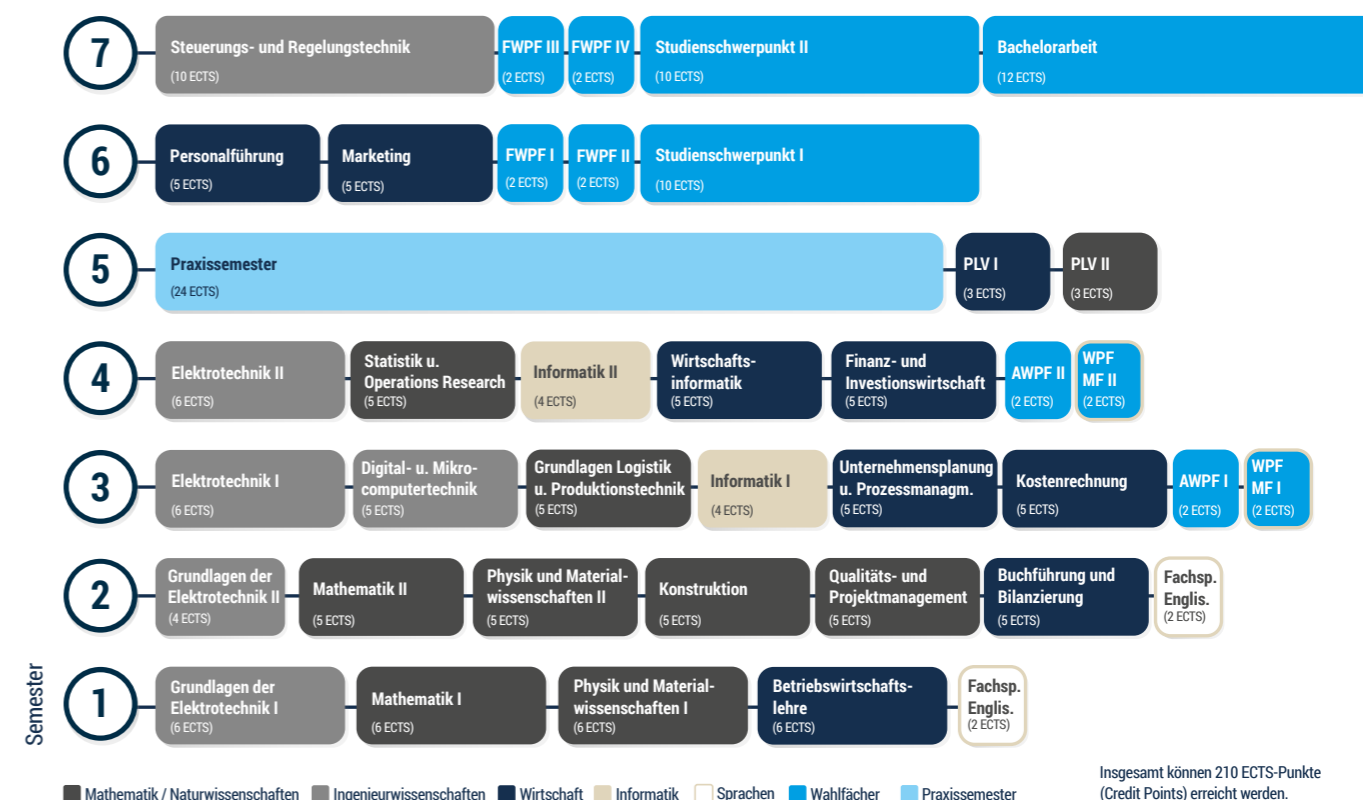 7
Steuerungs- und Regelungstechnik
(10 ECTS)
FWPF III
(2 ECTS)
FWPF IV
(2 ECTS)
Studienschwerpunkt II
(10 ECTS)
Bachelorarbeit
(12 ECTS)
6
Personalführung
(5 ECTS)
Marketing
(5 ECTS)
FWPF I
(2 ECTS)
FWPF II
(2 ECTS)
Studienschwerpunkt I
(10 ECTS)
5
Praxissemester
(24 ECTS)
PLV I
(3 ECTS)
PLV II
(3 ECTS)
4
Elektrotechnik II
(6 ECTS)
Statistik u.
Operations Research
(5 ECTS)
Informatik II
(4 ECTS)
Wirtschafts-
informatik
(5 ECTS)
Finanz- und
Investionswirtschaft
(5 ECTS)
AWPF II
(2 ECTS)
WPF
MF II
(2 ECTS)
3
Elektrotechnik I
(6 ECTS)
Digital- u. Mikro-
computertechnik
(5 ECTS)
Grundlagen Logistik
u. Produktionstechnik
(5 ECTS)
Informatik I
(4 ECTS)
Unternehmensplanung
u. Prozessmanagm.
(5 ECTS)
Kostenrechnung
(5 ECTS)
AWPF I
(2 ECTS)
WPF
MF I
(2 ECTS)
2
Grundlagen der
Elektrotechnik II
(4 ECTS)
Mathematik II
(5 ECTS)
Physik und Material-
wissenschaften II
(5 ECTS)
Konstruktion
(5 ECTS)
Qualitäts- und
Projektmanagement
(5 ECTS)
Buchführung und
Bilanzierung
(5 ECTS)
Fachsp.
Englis.
(2 ECTS)
Semester
1
Grundlagen der
Elektrotechnik I
(6 ECTS)
Mathematik I
(6 ECTS)
Physik und Material-
wissenschaften I
(6 ECTS)
Betriebswirtschafts-
lehre
(6 ECTS)
Fachsp.
Englis.
(2 ECTS)
Mathematik / Naturwissenschaften Ingenieurwissenschaften Wirtschaft Informatik Sprachen Wahlfächer Praxissemester
Insgesamt können 210 ECTS-Punkte
(Credit Points) erreicht werden.